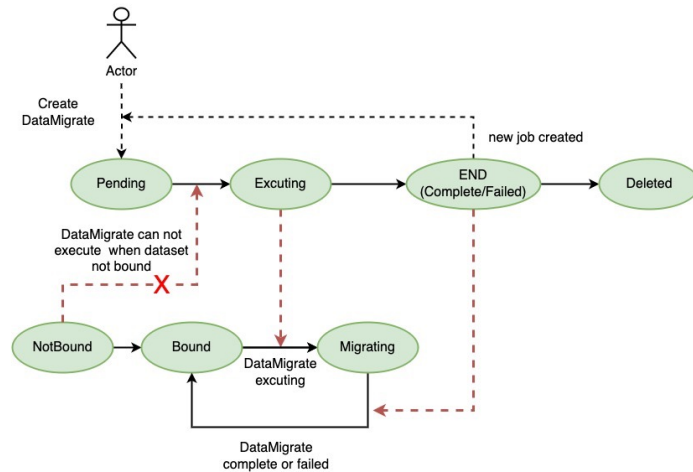 Actor
Create
DataMigrate
new job created
Pending
Excuting
END
(Complete/Failed)
Deleted
DataMigrate can not
execute when dataset
not bound
X
NotBound
Bound
Migrating
DataMigrate
excuting
DataMigrate
complete or failed